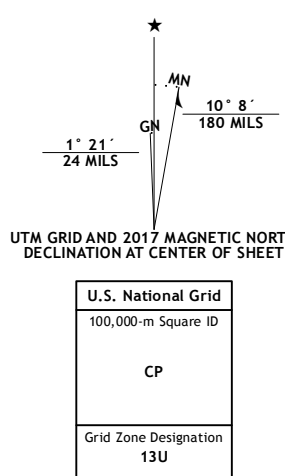 ★
MN
GN
10° 8´
180 MILS
1° 21´
24 MILS
UTM GRID AND 2017 MAGNETIC NORT
DECLINATION AT CENTER OF SHEET
U.S. National Grid
100,000-m Square ID
CP
Grid Zone Designation
13U